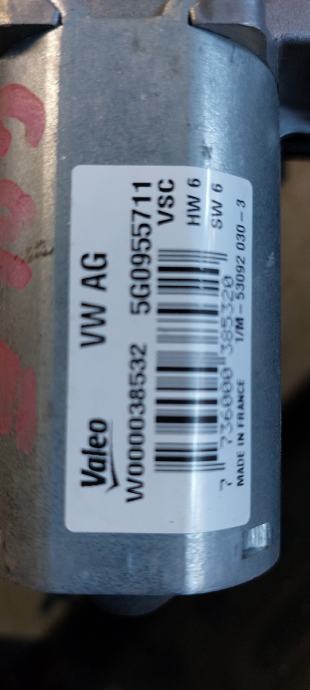 Valeo VW AG
W000038532 5G0955711
VSC
HW 6
SW 6
7 736000 385320
1/M - 53092 030 - 3
MADE IN FRANCE